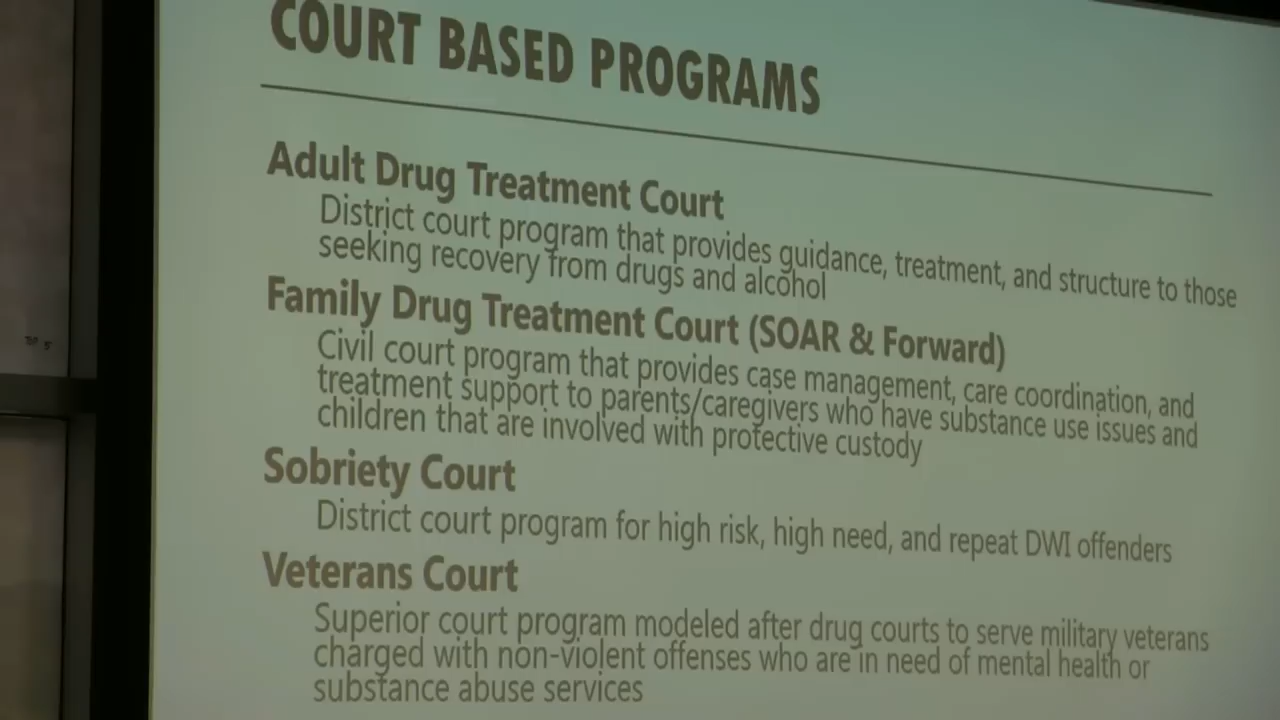 COURT BASED PROGRAMS
Adult Drug Treatment Court
District court program that provides guidance, treatment, and structure to those
seeking recovery from drugs and alcohol
Family Drug Treatment Court (SOAR & Forward)
Civil court program that provides case management, care coordination, and
treatment support to parents/caregivers who have substance use issues and
children that are involved with protective custody
Sobriety Court
District court program for high risk, high need, and repeat DWI offenders
Veterans Court
Superior court program modeled after drug courts to serve military veterans
charged with non-violent offenses who are in need of mental health or
substance abuse services